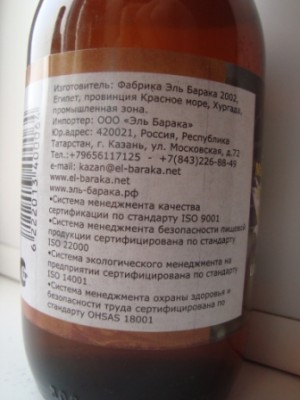 Изготовитель: Фабрика Эль Барака 2002,
Египет, провинция Красное море, Хургада,
промышленная зона.
Импортер: ООО «Эль Барака»
Юр.адрес: 420021, Россия, Республика
Татарстан, г. Казань, ул. Московская, д.72
Тел.:+79656117125 - +7(843)226-88-49
e-mail: kazan@el-baraka.net
www.el-baraka.net
www.эль-барака.рф
•Система менеджмента качества
сертификации по стандарту ISO 9001
•Система менеджмента безопасности пищевой
продукции сертифицирована по стандарту
ISO 22000
•Система экологического менеджмента на
предприятии сертифицирована по стандарту
ISO 14001
•Система менеджмента охраны здоровья и
безопасности труда сертифицирована по
стандарту OHSAS 18001